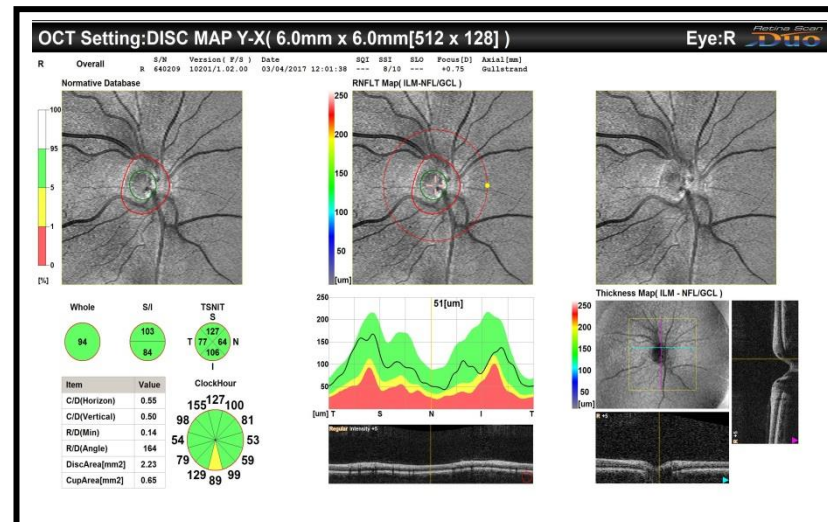 OCT Setting:DISC MAP Y-X( 6.0mm x 6.0mm[512 x 128] ) Eye:R Retina Scan Duo
R Overall
S/N Version( F/S ) Date SQI SSI SLO Focus[D] Axial[mm]
R 640209 10201/1.02.00 03/04/2017 12:01:38 --- 8/10 --- +0.75 Gullstrand
Normative Database
100
95
5
1
0
[%]
RNFLT Map( ILM-NFL/GCL )
250
200
150
100
50
[um]
Whole
94
S/I
103
84
TSNIT
S
127
T 77 64 N
106
I
Item Value
C/D(Horizon) 0.55
C/D(Vertical) 0.50
R/D(Min) 0.14
R/D(Angle) 164
DiscArea[mm2] 2.23
CupArea[mm2] 0.65
ClockHour
155 127 100
98 81
54 53
79 59
129 89 99
250
200
150
100
50
51[um]
[um] T S N I T
Regular Intensity +5
Thickness Map( ILM - NFL/GCL )
250
200
150
100
50
[um]
R +5